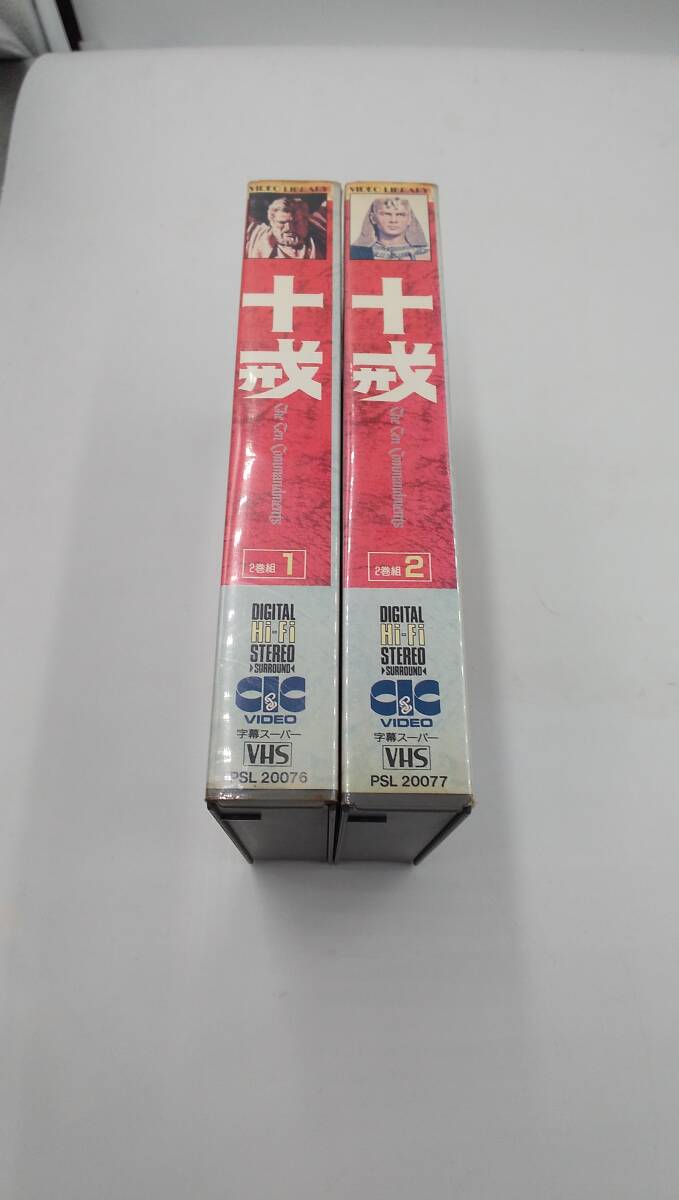 VIDEO LIBRARY
十戒
The Ten Commandments
2巻組 1
DIGITAL
Hi-Fi
STEREO
SURROUND
CIC
VIDEO
字幕スーパー
VHS
PSL 20076
VIDEO LIBRARY
十戒
The Ten Commandments
2巻組 2
DIGITAL
Hi-Fi
STEREO
SURROUND
CIC
VIDEO
字幕スーパー
VHS
PSL 20077